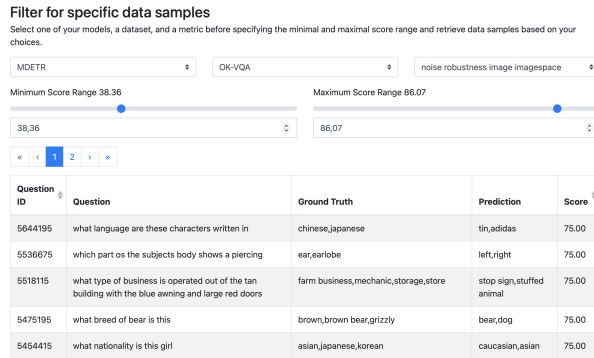 Filter for specific data samples
Select one of your models, a dataset, and a metric before specifying the minimal and maximal score range and retrieve data samples based on your
choices.
MDETR OK-VQA noise robustness image imagespace
Minimum Score Range 38.36 Maximum Score Range 86.07
38,36 86,07
« ‹ 1 2 › »
Question
ID Question Ground Truth Prediction Score
5644195 what language are these characters written in chinese,japanese tin,adidas 75.00
5536675 which part os the subjects body shows a piercing ear,earlobe left,right 75.00
5518115 what type of business is operated out of the tan farm business,mechanic,storage,store stop sign,stuffed 75.00
building with the blue awning and large red doors animal
5475195 what breed of bear is this brown,brown bear,grizzly bear,dog 75.00
5454415 what nationality is this girl asian,japanese,korean caucasian,asian 75.00